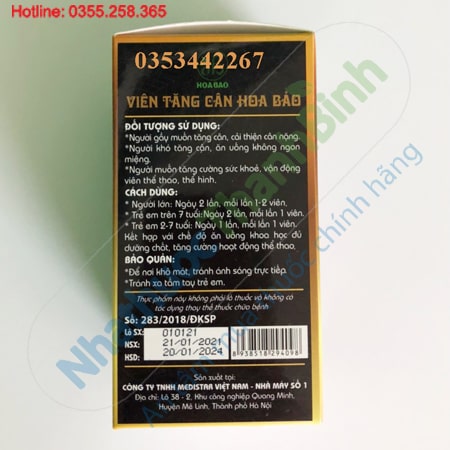 Hotline: 0355.258.365
0353442267
HOA BẢO
VIÊN TĂNG CÂN HOA BẢO
ĐỐI TƯỢNG SỬ DỤNG:
*Người gầy muốn tăng cân, cải thiện cân nặng.
*Người khó tăng cân, ăn uống không ngon
miệng.
*Người muốn tăng cường sức khoẻ, vận động
viên thể thao, thể hình.
CÁCH DÙNG:
* Người lớn: Ngày 2 lần, mỗi lần 1-2 viên.
* Trẻ em trên 7 tuổi: Ngày 2 lần, mỗi lần 1 viên.
* Trẻ em 2-7 tuổi: Ngày 1 lần, mỗi lần 1 viên.
Kết hợp với chế độ ăn uống khoa học đủ
dưỡng chất, tăng cường hoạt động thể thao.
BẢO QUẢN:
*Để nơi khô mát, tránh ánh sáng trực tiếp.
*Tránh xa tầm tay trẻ em.
Thực phẩm này không phải là thuốc và không có
tác dụng thay thế thuốc chữa bệnh
Số: 283/2018/ĐKSP
Lô SX: 010121
NSX: 21/01/2021
HSD: 20/01/2024
8 938518 294098
Sản xuất tại:
CÔNG TY TNHH MEDISTAR VIỆT NAM - NHÀ MÁY SỐ 1
Địa chỉ: Lô 38 - 2, Khu công nghiệp Quang Minh,
Huyện Mê Linh, Thành phố Hà Nội